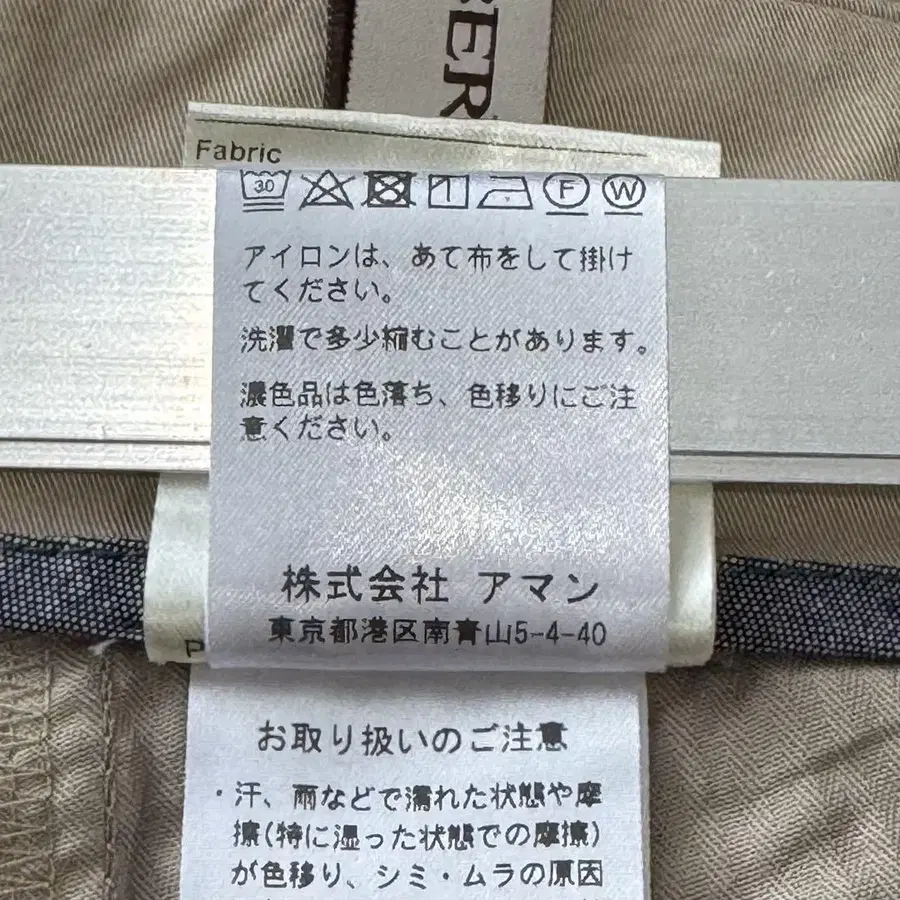 BER
Fabric
30
F W
アイロンは、あて布をして掛け
てください。
洗濯で多少縮むことがあります。
濃色品は色落ち、色移りにご注
意ください。
株式会社 アマン
東京都港区南青山5-4-40
P
お取り扱いのご注意
・汗、雨などで濡れた状態や摩
擦(特に湿った状態での摩擦)
が色移り、シミ・ムラの原因